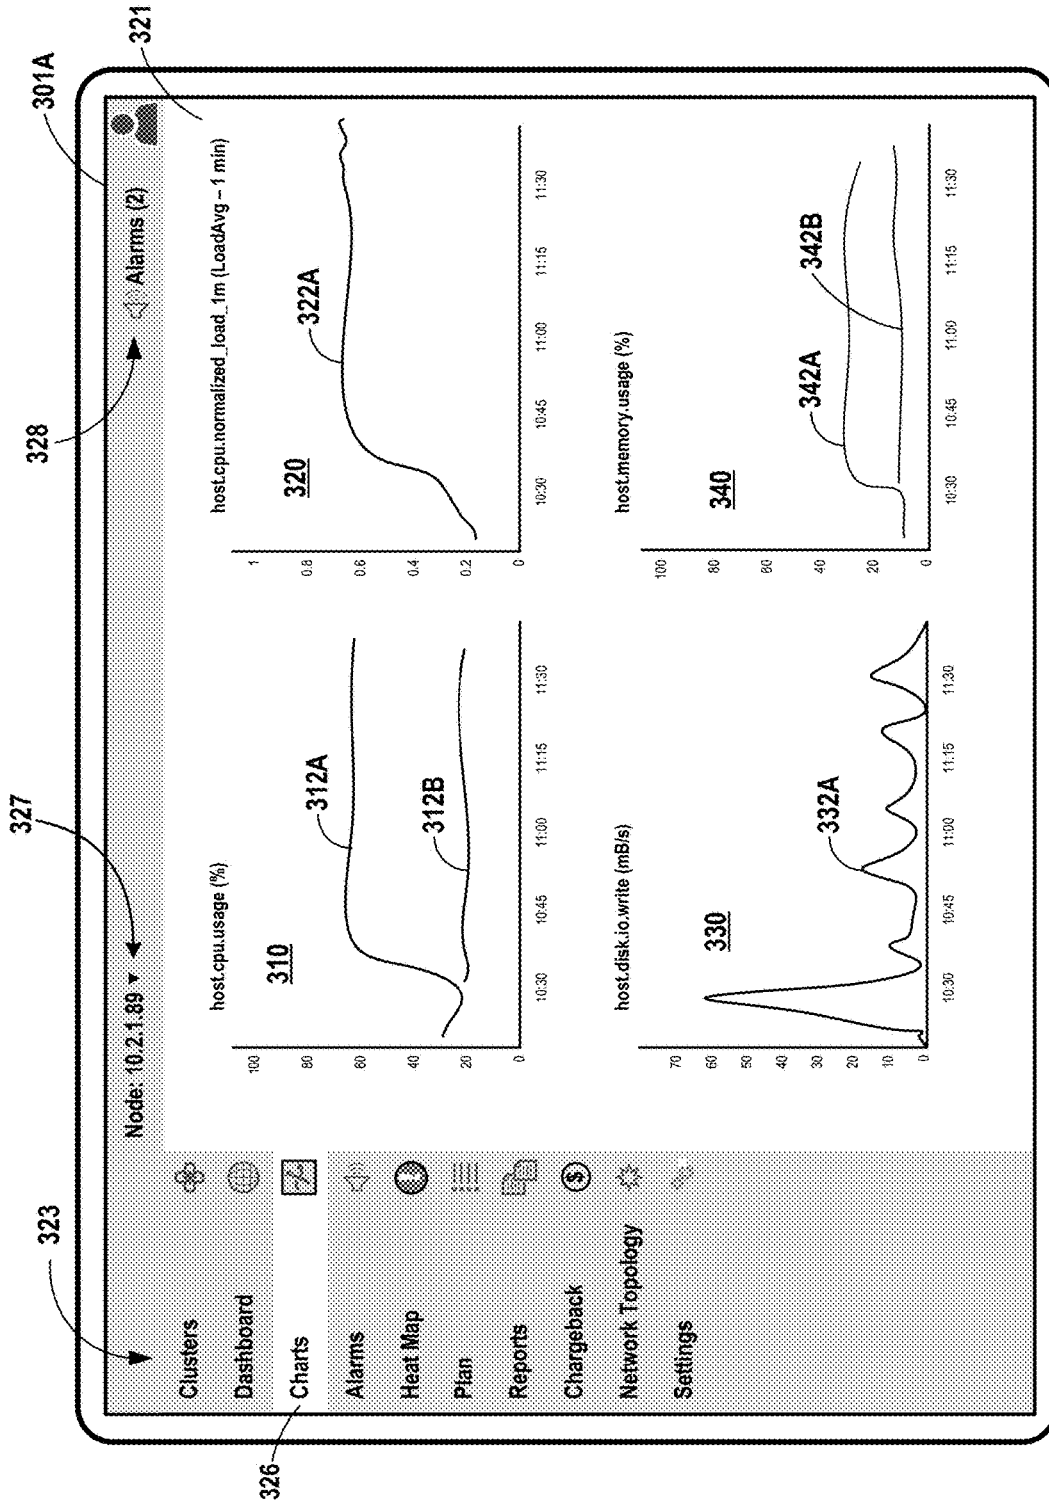 327
328
301A
321
323
326
Node: 10.2.1.89 ▾
Alarms (2)
Clusters
Dashboard
Charts
Alarms
Heat Map
Plan
Reports
Chargeback
$
Network Topology
Settings
host.cpu.usage (%)
310
312A
312B
100
80
60
40
20
0
10:30
10:45
11:00
11:15
11:30
host.cpu.normalized_load_1m (LoadAvg – 1 min)
320
322A
1
0.8
0.6
0.4
0.2
0
10:30
10:45
11:00
11:15
11:30
host.disk.io.write (mB/s)
330
332A
70
60
50
40
30
20
10
0
10:30
10:45
11:00
11:15
11:30
host.memory.usage (%)
340
342A
342B
100
80
60
40
20
0
10:30
10:45
11:00
11:15
11:30